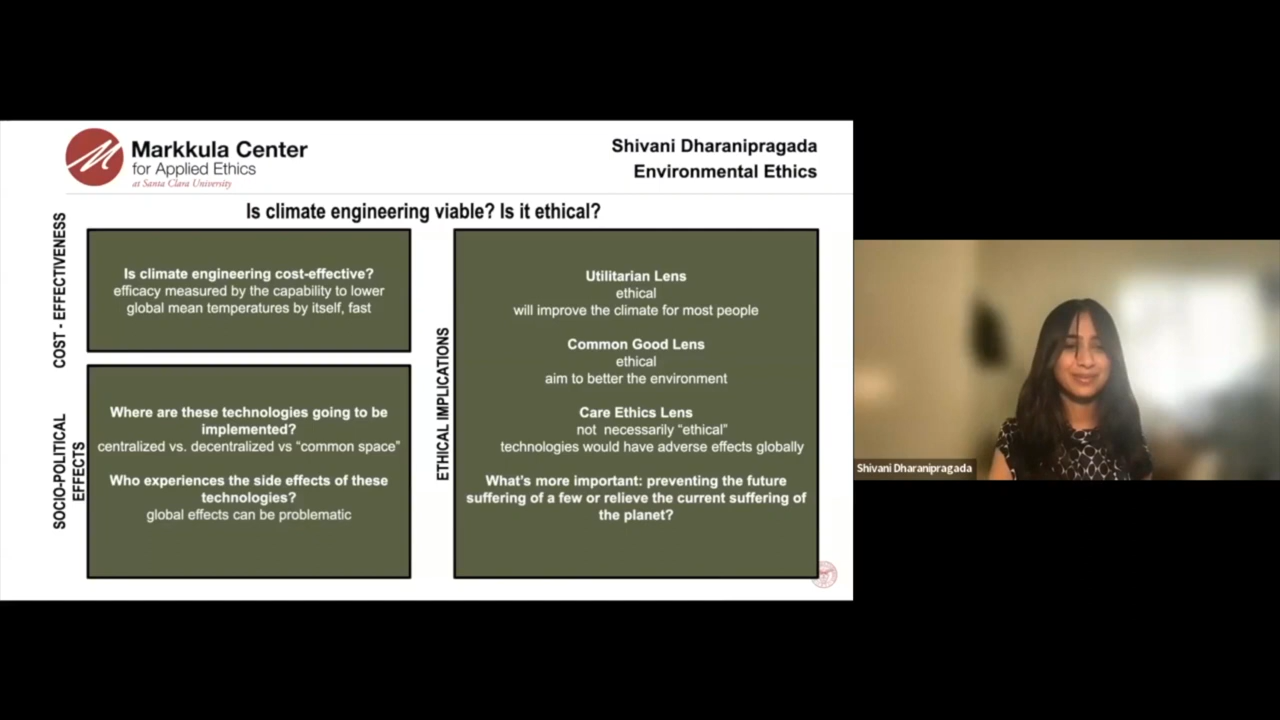 Markkula Center
for Applied Ethics
at Santa Clara University
Shivani Dharanipragada
Environmental Ethics
Is climate engineering viable? Is it ethical?
COST - EFFECTIVENESS
Is climate engineering cost-effective?
efficacy measured by the capability to lower
global mean temperatures by itself, fast
SOCIO-POLITICAL
EFFECTS
Where are these technologies going to be
implemented?
centralized vs. decentralized vs “common space”
Who experiences the side effects of these
technologies?
global effects can be problematic
ETHICAL IMPLICATIONS
Utilitarian Lens
ethical
will improve the climate for most people
Common Good Lens
ethical
aim to better the environment
Care Ethics Lens
not necessarily “ethical”
technologies would have adverse effects globally
What's more important: preventing the future
suffering of a few or relieve the current suffering of
the planet?
Shivani Dharanipragada